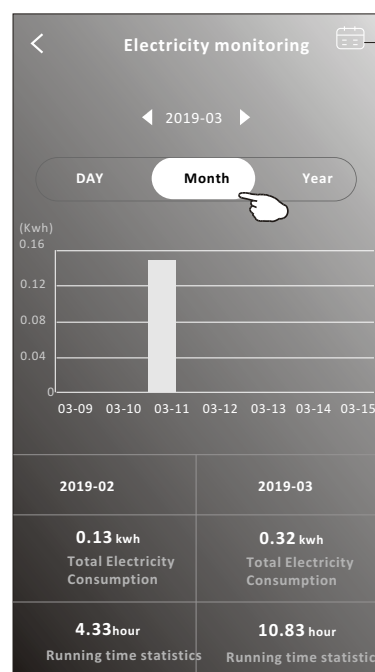 Electricity monitoring
2019-03
DAY Month Year
(Kwh)
0.16
0.12
0.08
0.04
0
03-09 03-10 03-11 03-12 03-13 03-14 03-15
2019-02 2019-03
0.13 kwh 0.32 kwh
Total Electricity Total Electricity
Consumption Consumption
4.33hour 10.83 hour
Running time statistics Running time statistic